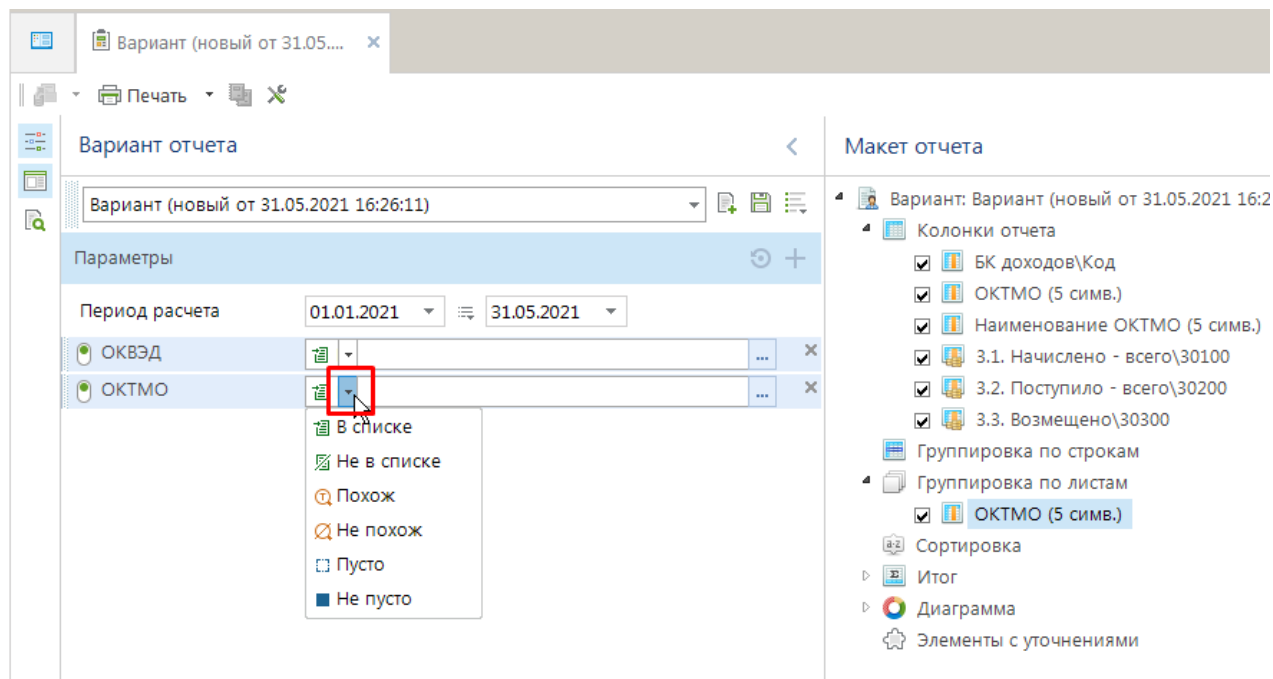 Вариант (новый от 31.05....
Печать
Вариант отчета
Вариант (новый от 31.05.2021 16:26:11)
Параметры
Период расчета 01.01.2021 31.05.2021
ОКВЭД ...
ОКТМО ...
В списке
Не в списке
Похож
Не похож
Пусто
Не пусто
Макет отчета
Вариант: Вариант (новый от 31.05.2021 16:2
Колонки отчета
БК доходов\Код
ОКТМО (5 симв.)
Наименование ОКТМО (5 симв.)
3.1. Начислено - всего\30100
3.2. Поступило - всего\30200
3.3. Возмещено\30300
Группировка по строкам
Группировка по листам
ОКТМО (5 симв.)
Сортировка
Итог
Диаграмма
Элементы с уточнениями